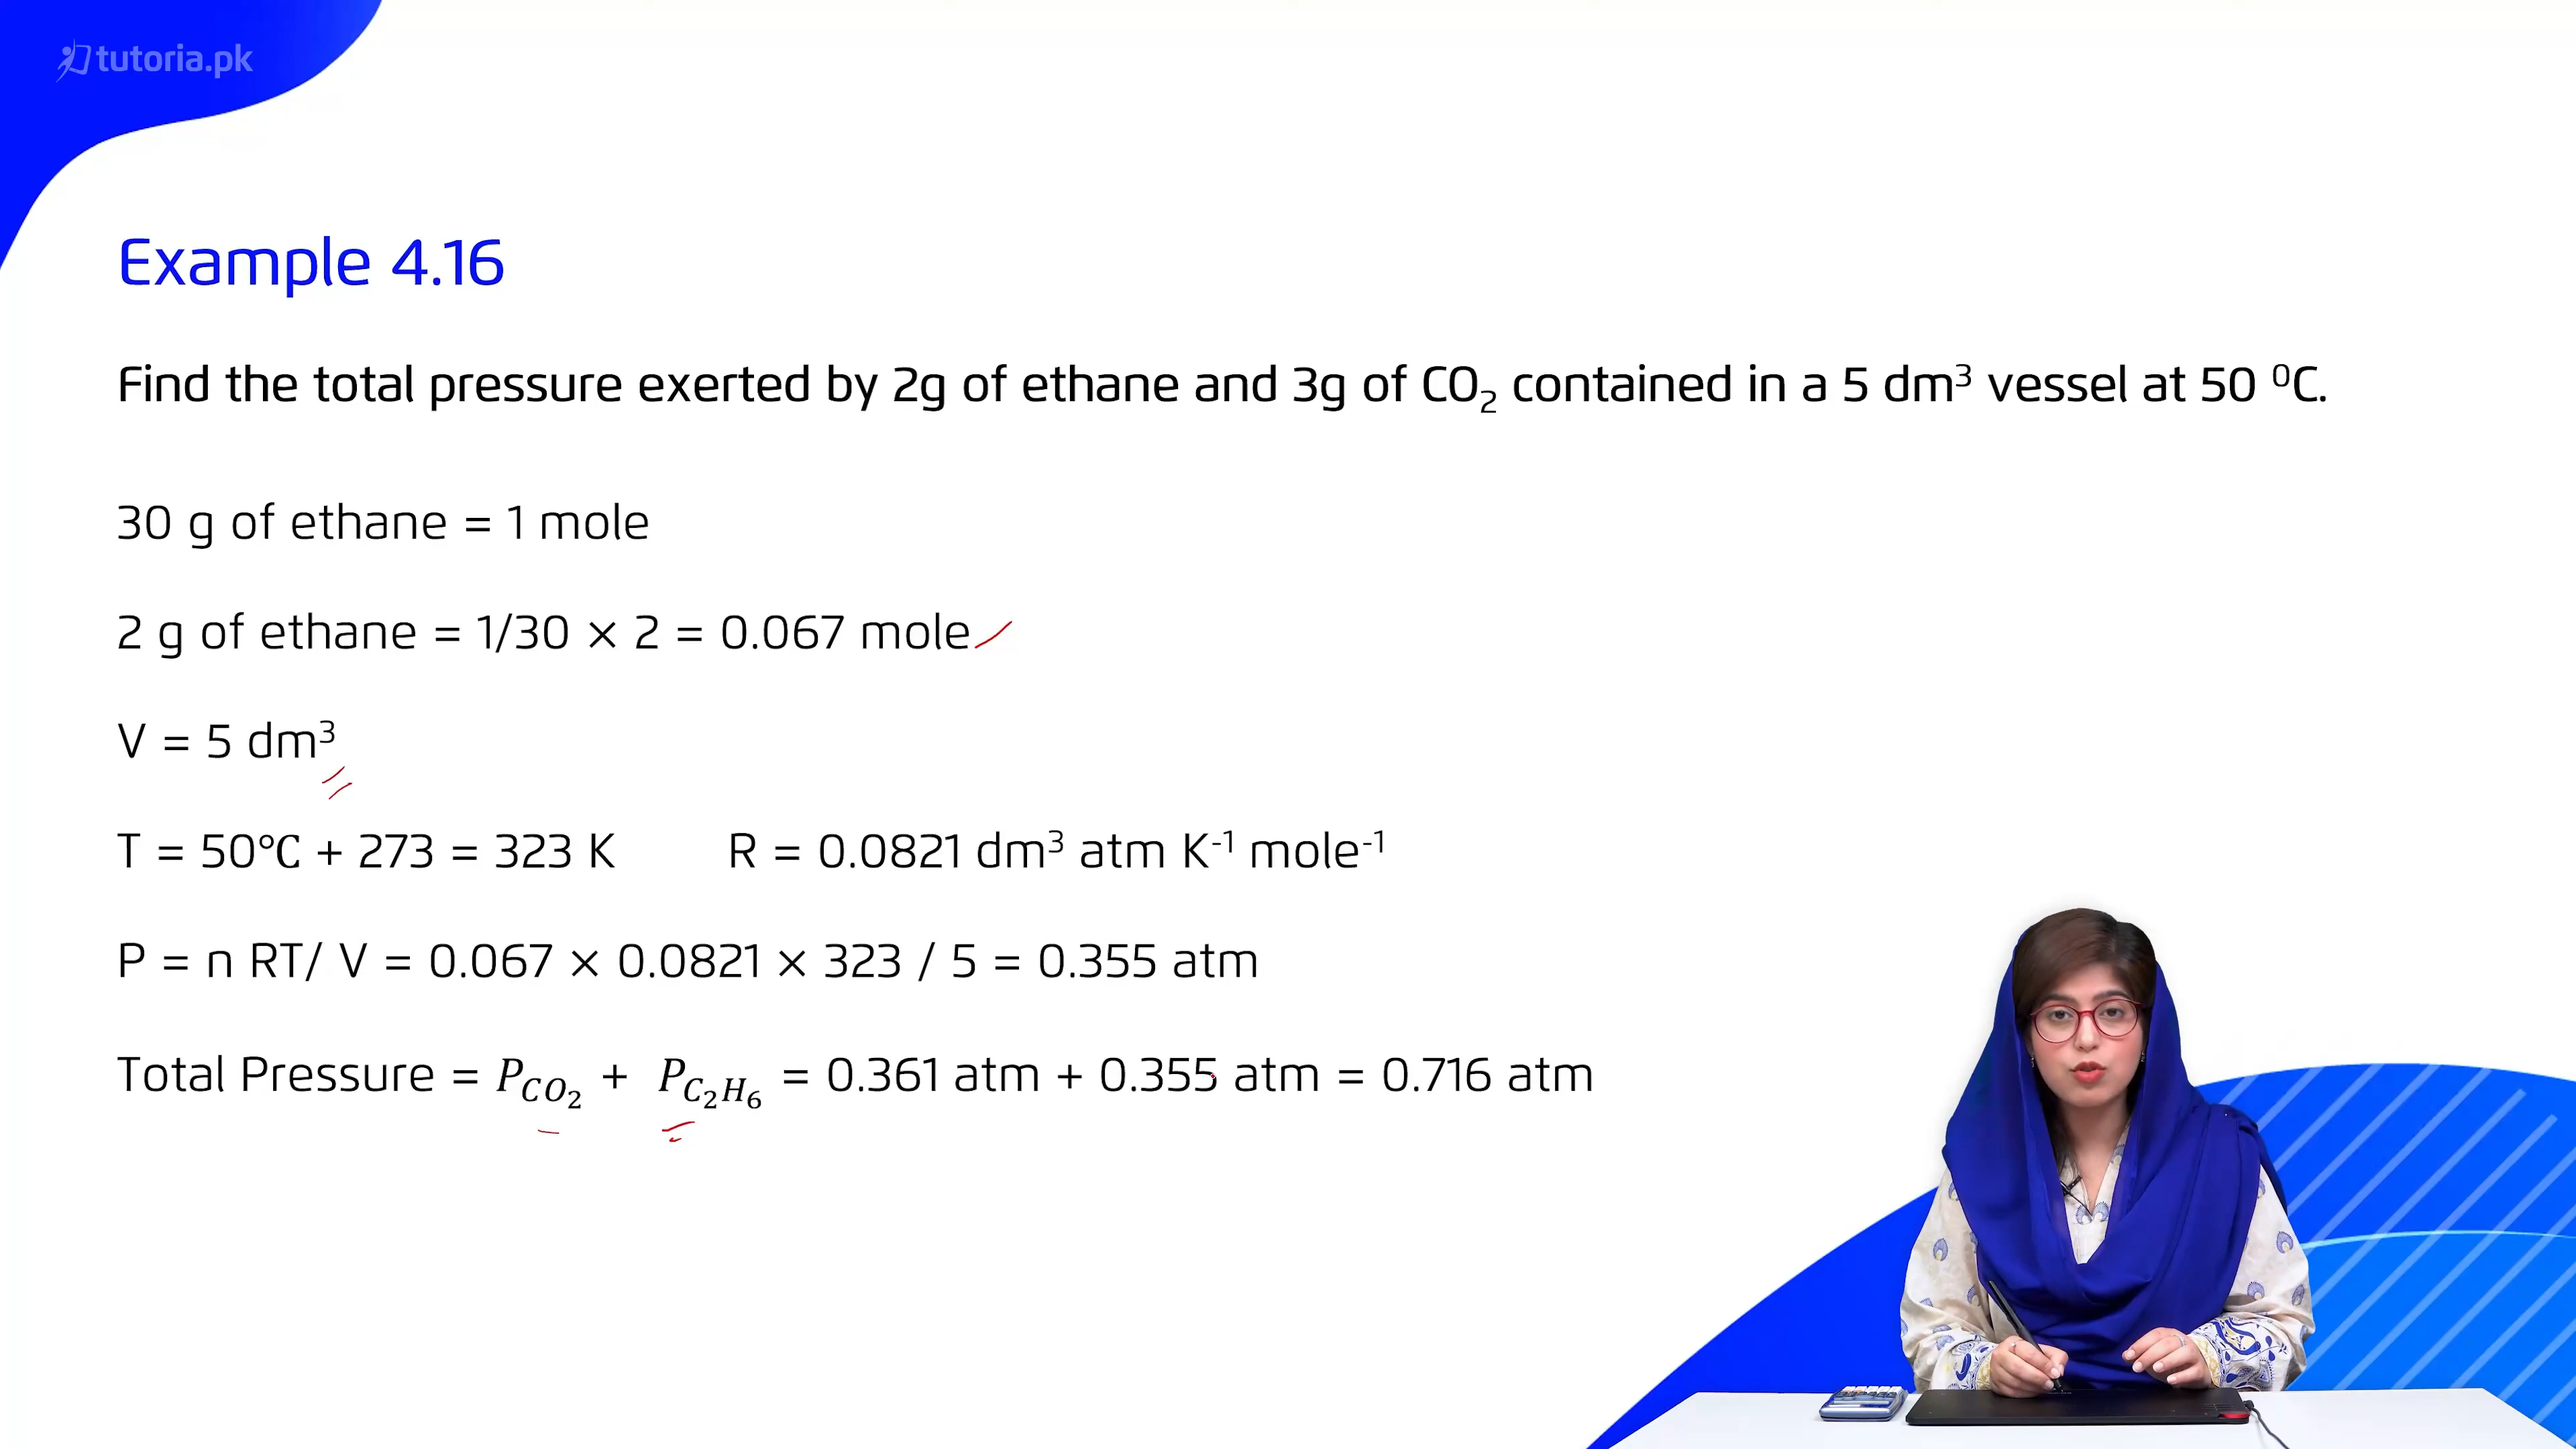 tutoria.pk
Example 4.16
Find the total pressure exerted by 2g of ethane and 3g of CO₂ contained in a 5 dm³ vessel at 50 ⁰C.
30 g of ethane = 1 mole
2 g of ethane = 1/30 × 2 = 0.067 mole
V = 5 dm³
T = 50℃ + 273 = 323 K R = 0.0821 dm³ atm K⁻¹ mole⁻¹
P = n RT/ V = 0.067 × 0.0821 × 323 / 5 = 0.355 atm
Total Pressure = P_CO₂ + P_C₂H₆ = 0.361 atm + 0.355 atm = 0.716 atm